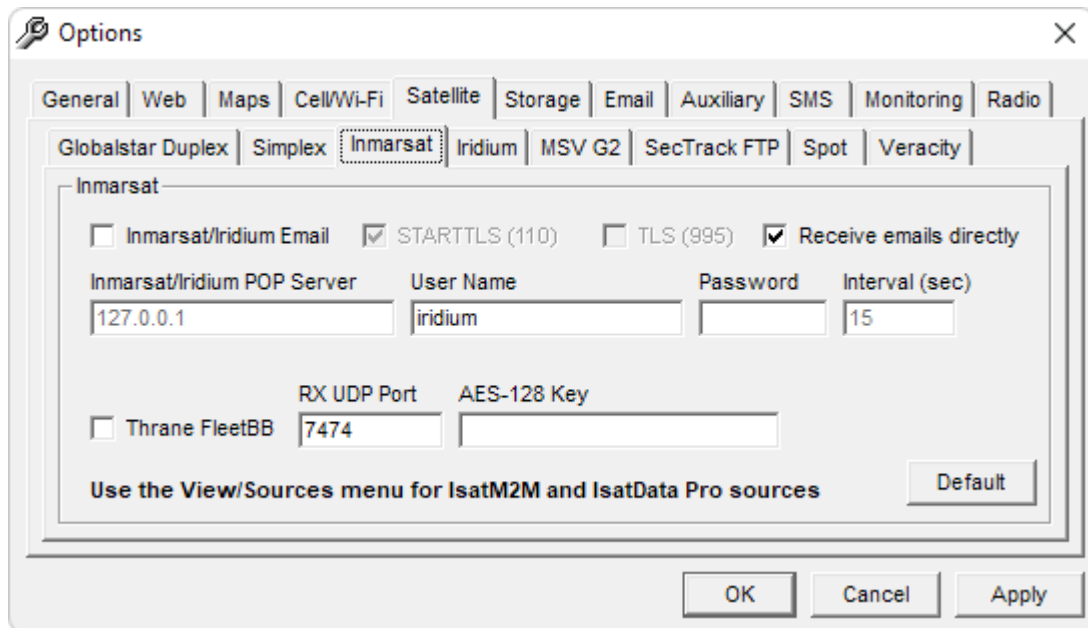 Options
General Web Maps Cell/Wi-Fi Satellite Storage Email Auxiliary SMS Monitoring Radio
Globalstar Duplex Simplex Inmarsat Iridium MSV G2 SecTrack FTP Spot Veracity
Inmarsat
Inmarsat/Iridium Email STARTTLS (110) TLS (995) Receive emails directly
Inmarsat/Iridium POP Server User Name Password Interval (sec)
127.0.0.1 iridium 15
RX UDP Port AES-128 Key
Thrane FleetBB 7474
Use the View/Sources menu for IsatM2M and IsatData Pro sources Default
OK Cancel Apply